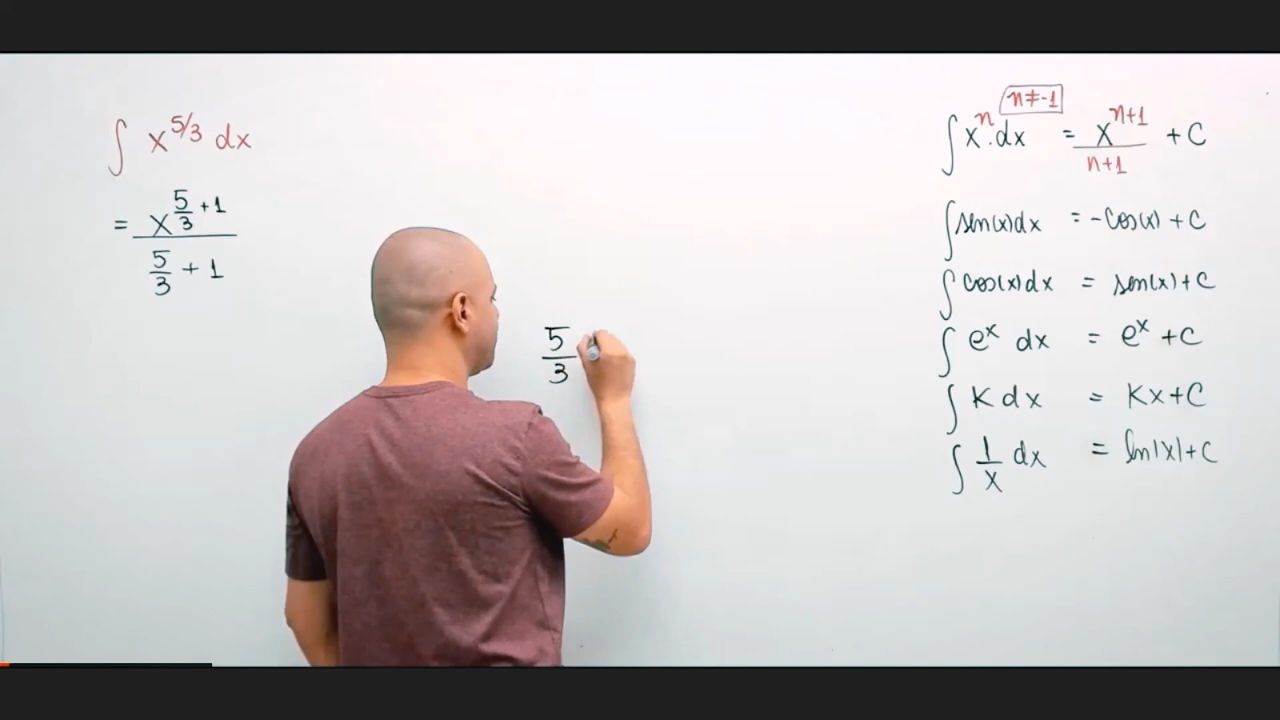 ∫ x^(5/3) dx
= x^(5/3 + 1) / (5/3 + 1)
5/3
n≠-1
∫ x^n · dx = x^(n+1) / (n+1) + C
∫ sen(x) dx = -cos(x) + C
∫ cos(x) dx = sen(x) + C
∫ e^x dx = e^x + C
∫ K dx = Kx + C
∫ 1/x dx = ln|x| + C